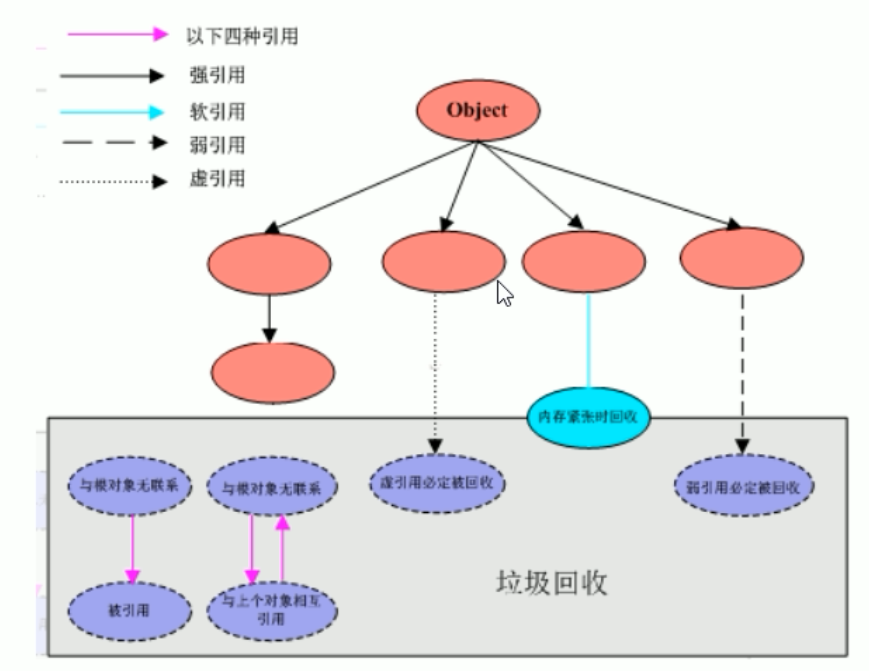 以下四种引用
强引用
软引用
弱引用
虚引用
Object
内存紧张时回收
与根对象无联系
与根对象无联系
虚引用必定被回收
弱引用必定被回收
垃圾回收
被引用
与上个对象相互
引用